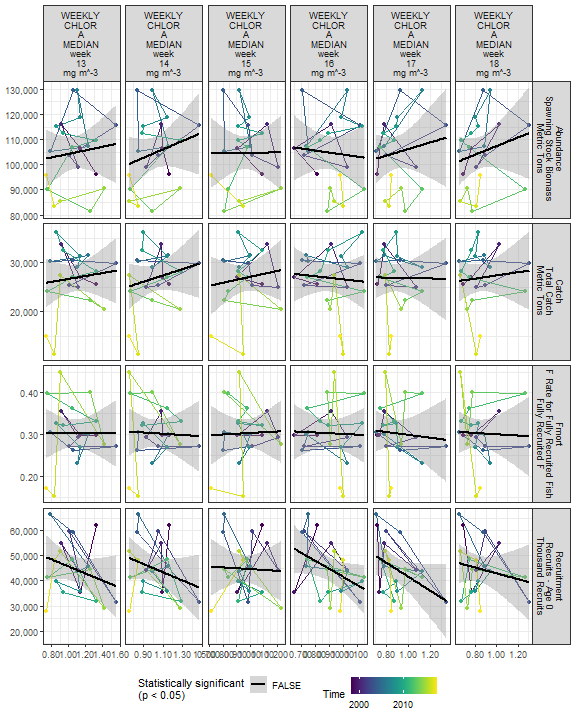 WEEKLY WEEKLY WEEKLY WEEKLY WEEKLY WEEKLY
CHLOR CHLOR CHLOR CHLOR CHLOR CHLOR
A A A A A A
MEDIAN MEDIAN MEDIAN MEDIAN MEDIAN MEDIAN
week week week week week week
13 14 15 16 17 18
mg m^-3 mg m^-3 mg m^-3 mg m^-3 mg m^-3 mg m^-3
130,000
120,000
110,000
100,000
90,000
80,000
Abundance
Spawning Stock Biomass
Metric Tons
30,000
20,000
Catch
Total Catch
Metric Tons
0.40
0.30
0.20
Fmort
F Rate for Fully Recruited Fish
Fully Recruited F
60,000
50,000
40,000
30,000
20,000
Recruitment
Recruits - Age 0
Thousand Recruits
0.80 1.00 1.20 1.40 1.60 0.90 1.10 1.30 1.20 1.10 0.80 1.00 1.20 0.80 1.00 1.20
Statistically significant
(p < 0.05)
FALSE
Time
2000 2010